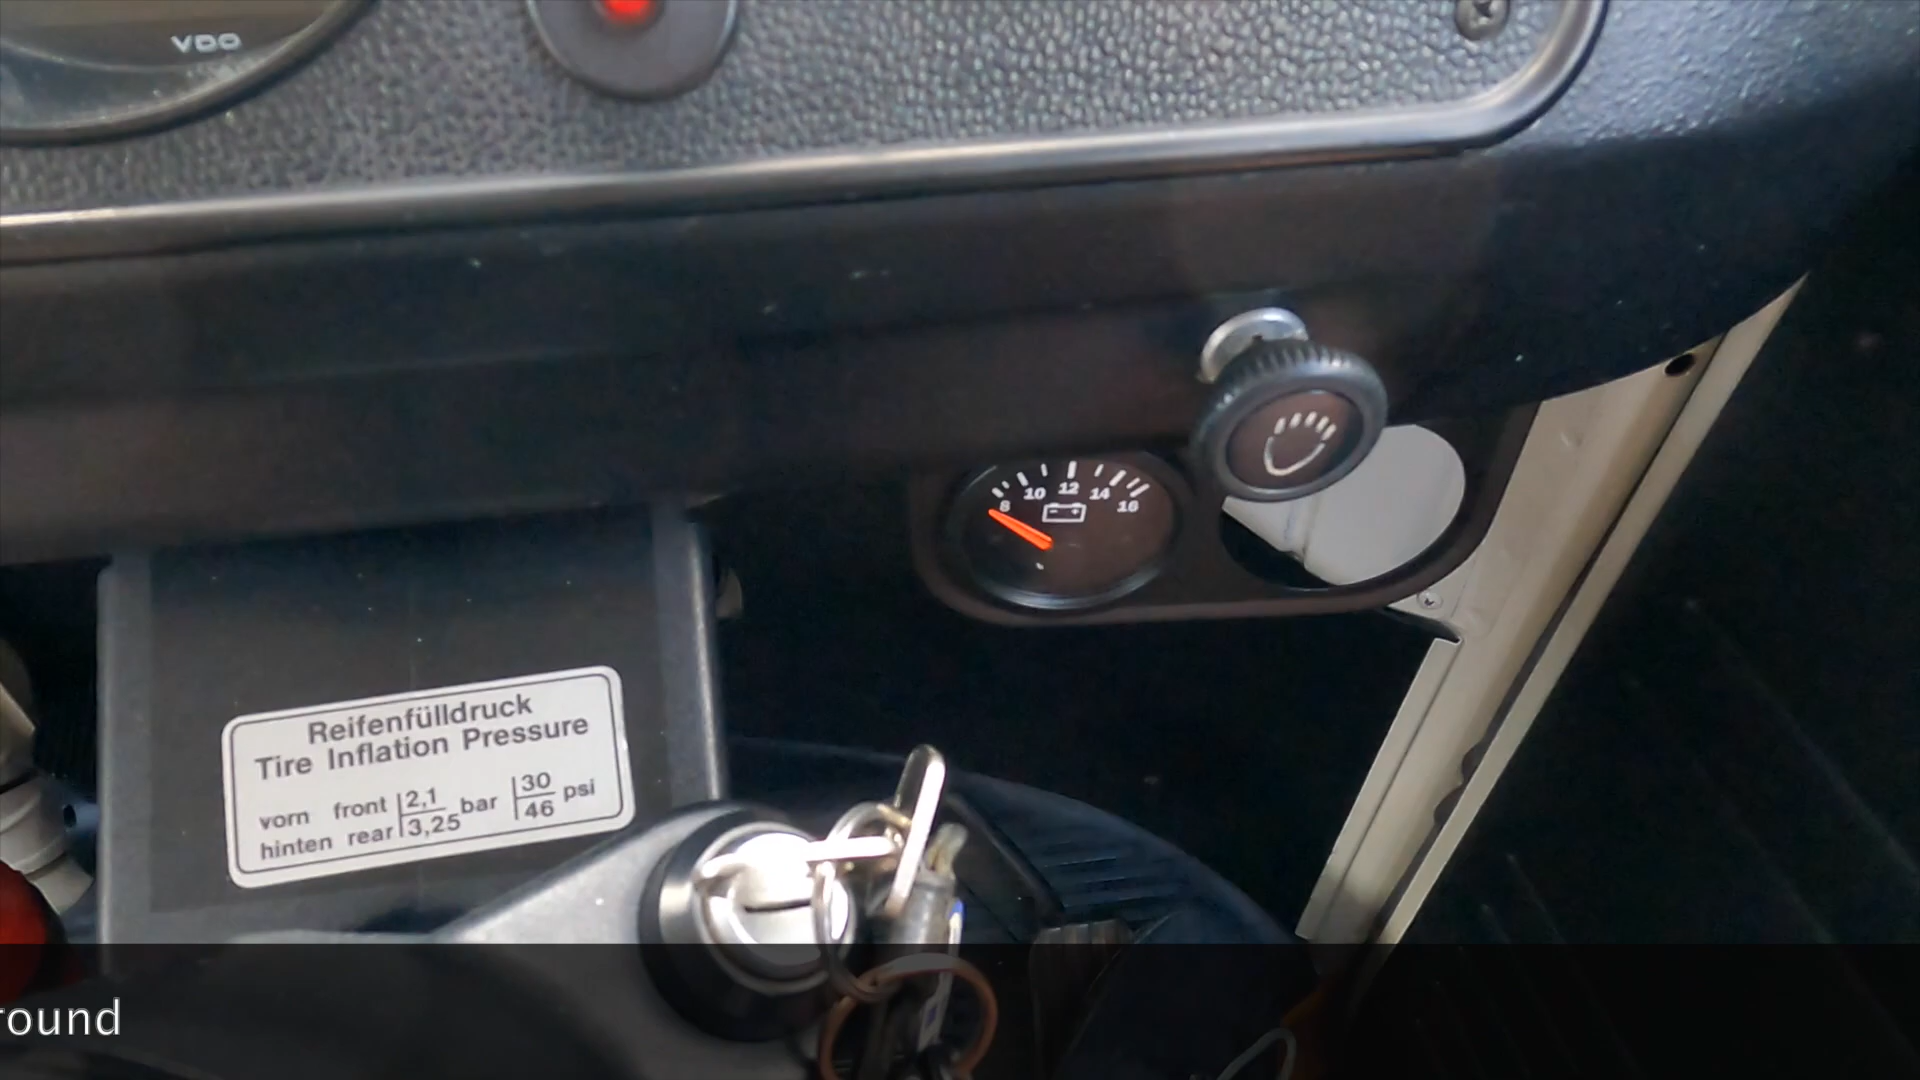 VDO
8 10 12 14 16
- +
Reifenfülldruck
Tire Inflation Pressure
vorn front 2,1 bar 30 psi
hinten rear 3,25 46
round